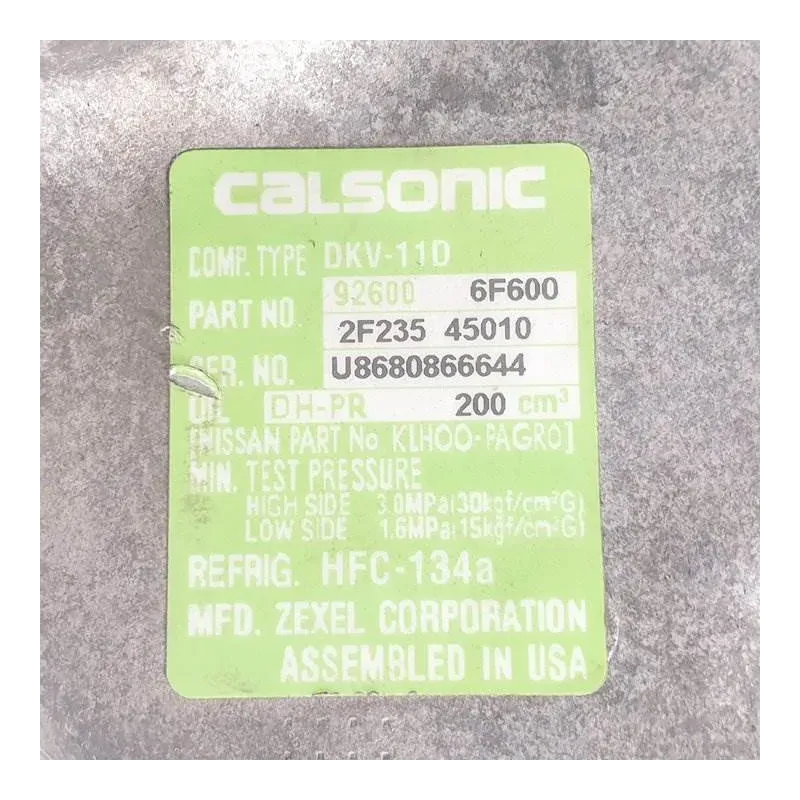 CALSONIC
COMP. TYPE DKV-11D
PART NO. 92600 6F600
2F235 45010
SER. NO. U8680866644
OIL DH-PR 200 cm³
[NISSAN PART No KLH00-PAGR0]
MIN. TEST PRESSURE
HIGH SIDE 3.0MPa(30kgf/cm²G)
LOW SIDE 1.6MPa(15kgf/cm²G)
REFRIG. HFC-134a
MFD. ZEXEL CORPORATION
ASSEMBLED IN USA